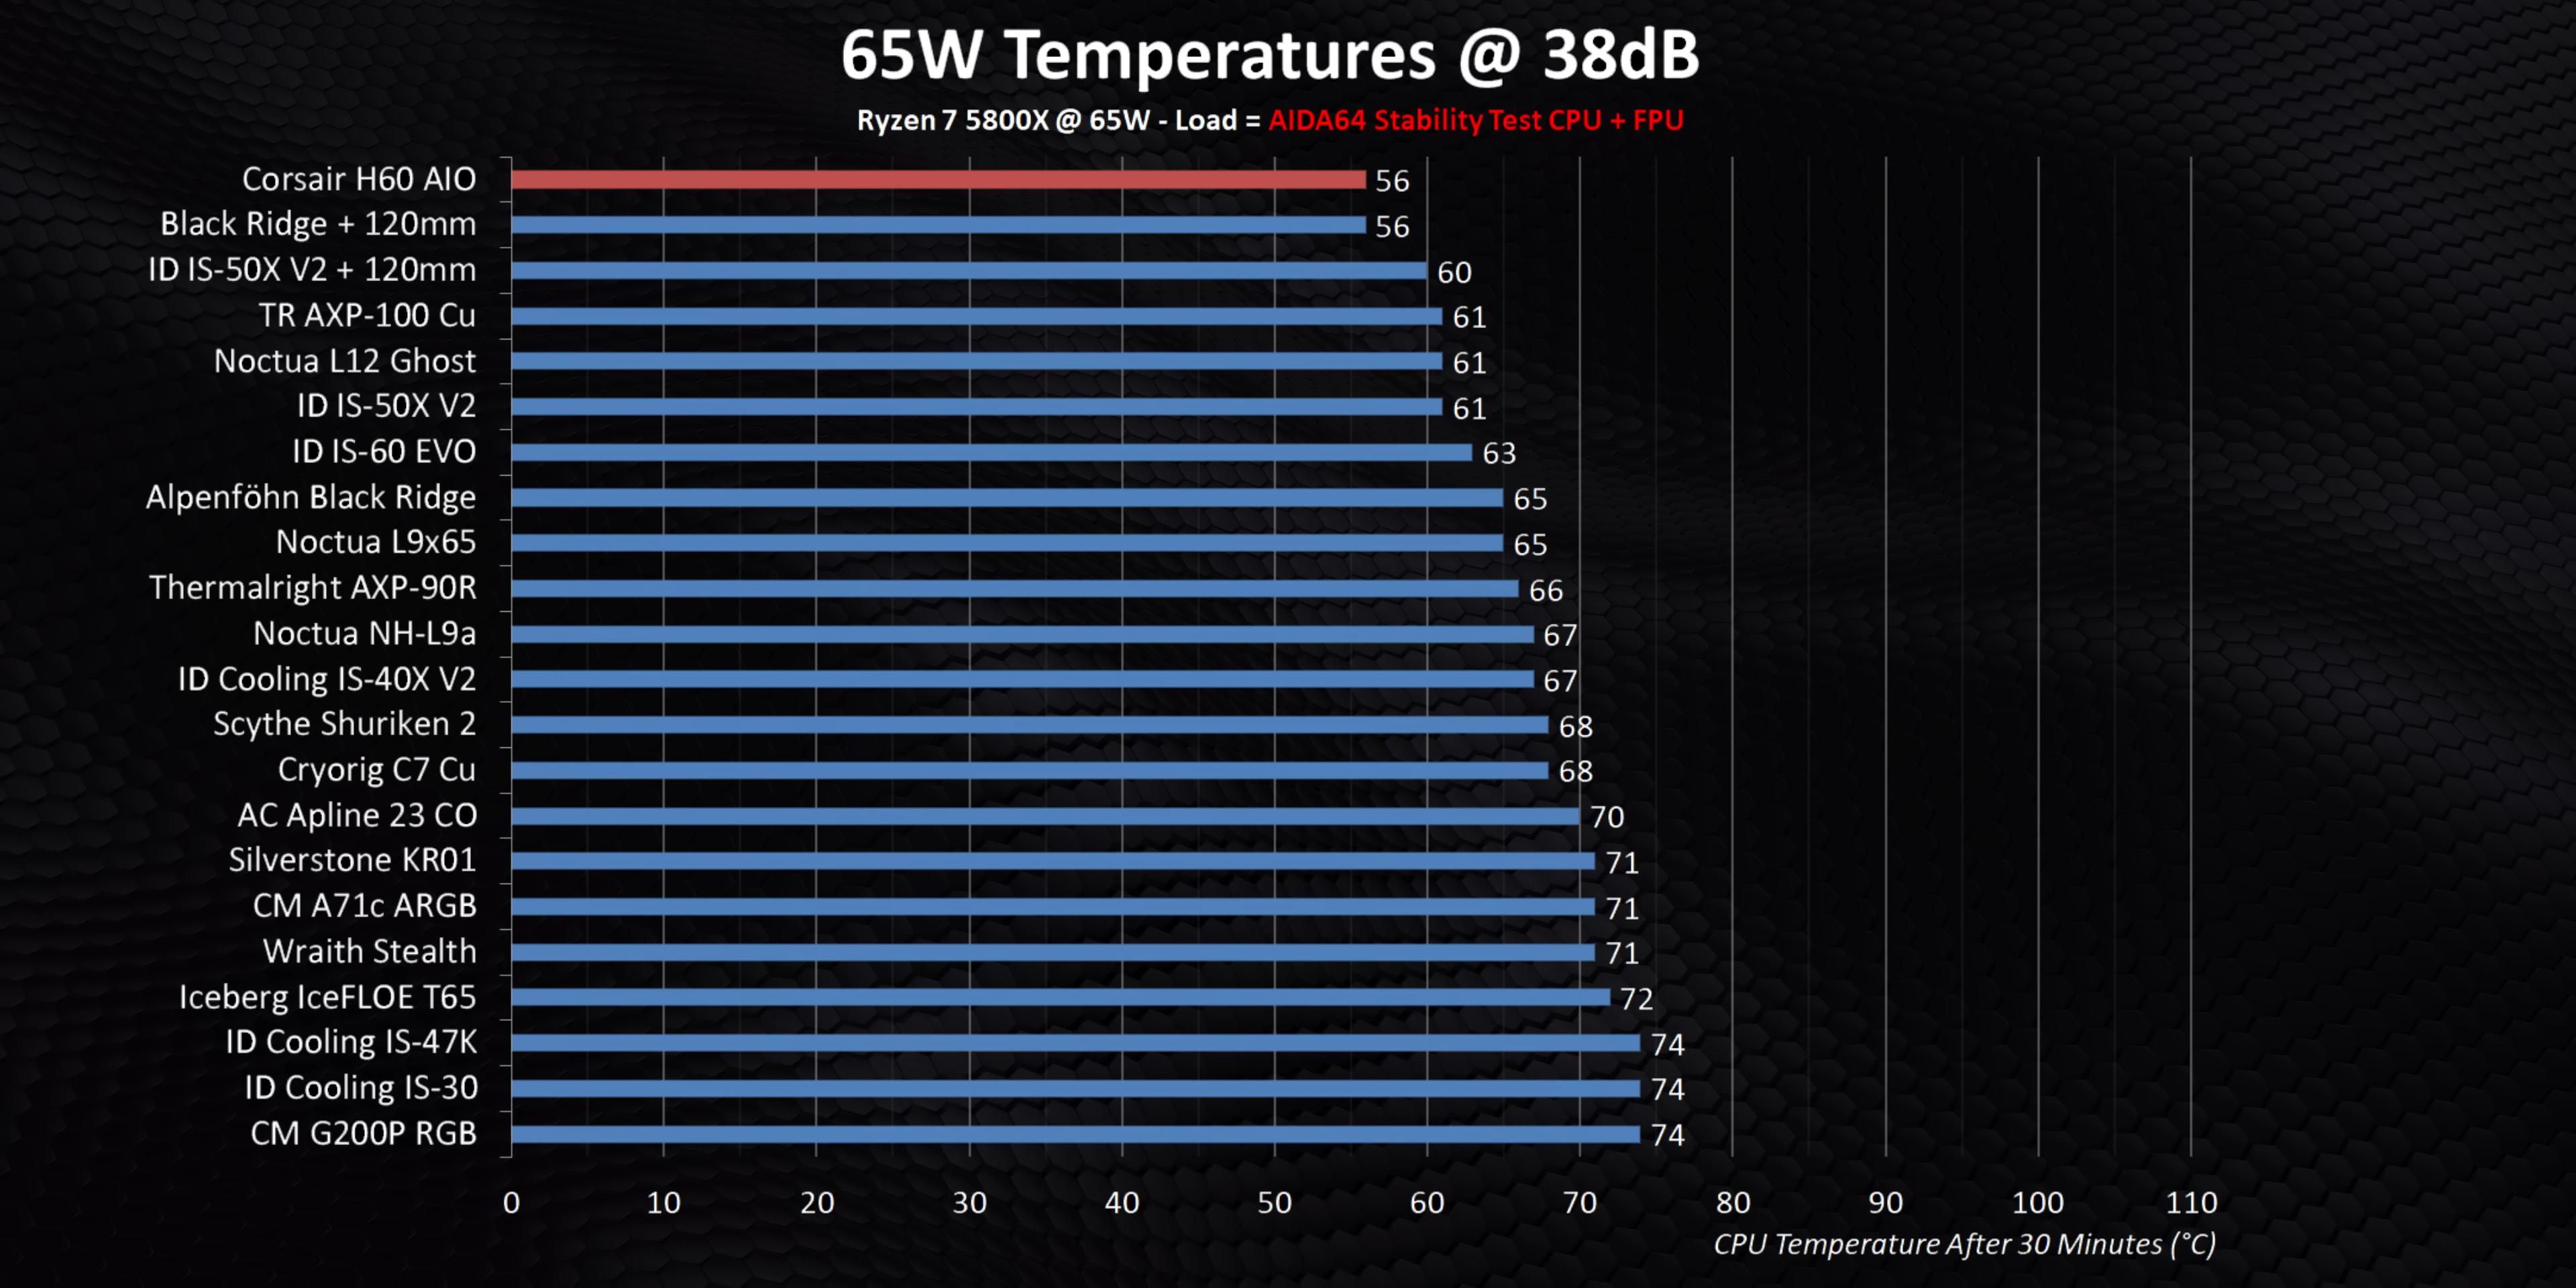 65W Temperatures @ 38dB
Ryzen 7 5800X @ 65W - Load = AIDA64 Stability Test CPU + FPU
Corsair H60 AIO 56
Black Ridge + 120mm 56
ID IS-50X V2 + 120mm 60
TR AXP-100 Cu 61
Noctua L12 Ghost 61
ID IS-50X V2 61
ID IS-60 EVO 63
Alpenföhn Black Ridge 65
Noctua L9x65 65
Thermalright AXP-90R 66
Noctua NH-L9a 67
ID Cooling IS-40X V2 67
Scythe Shuriken 2 68
Cryorig C7 Cu 68
AC Apline 23 CO 70
Silverstone KR01 71
CM A71c ARGB 71
Wraith Stealth 71
Iceberg IceFLOE T65 72
ID Cooling IS-47K 74
ID Cooling IS-30 74
CM G200P RGB 74
0 10 20 30 40 50 60 70 80 90 100 110
CPU Temperature After 30 Minutes (°C)